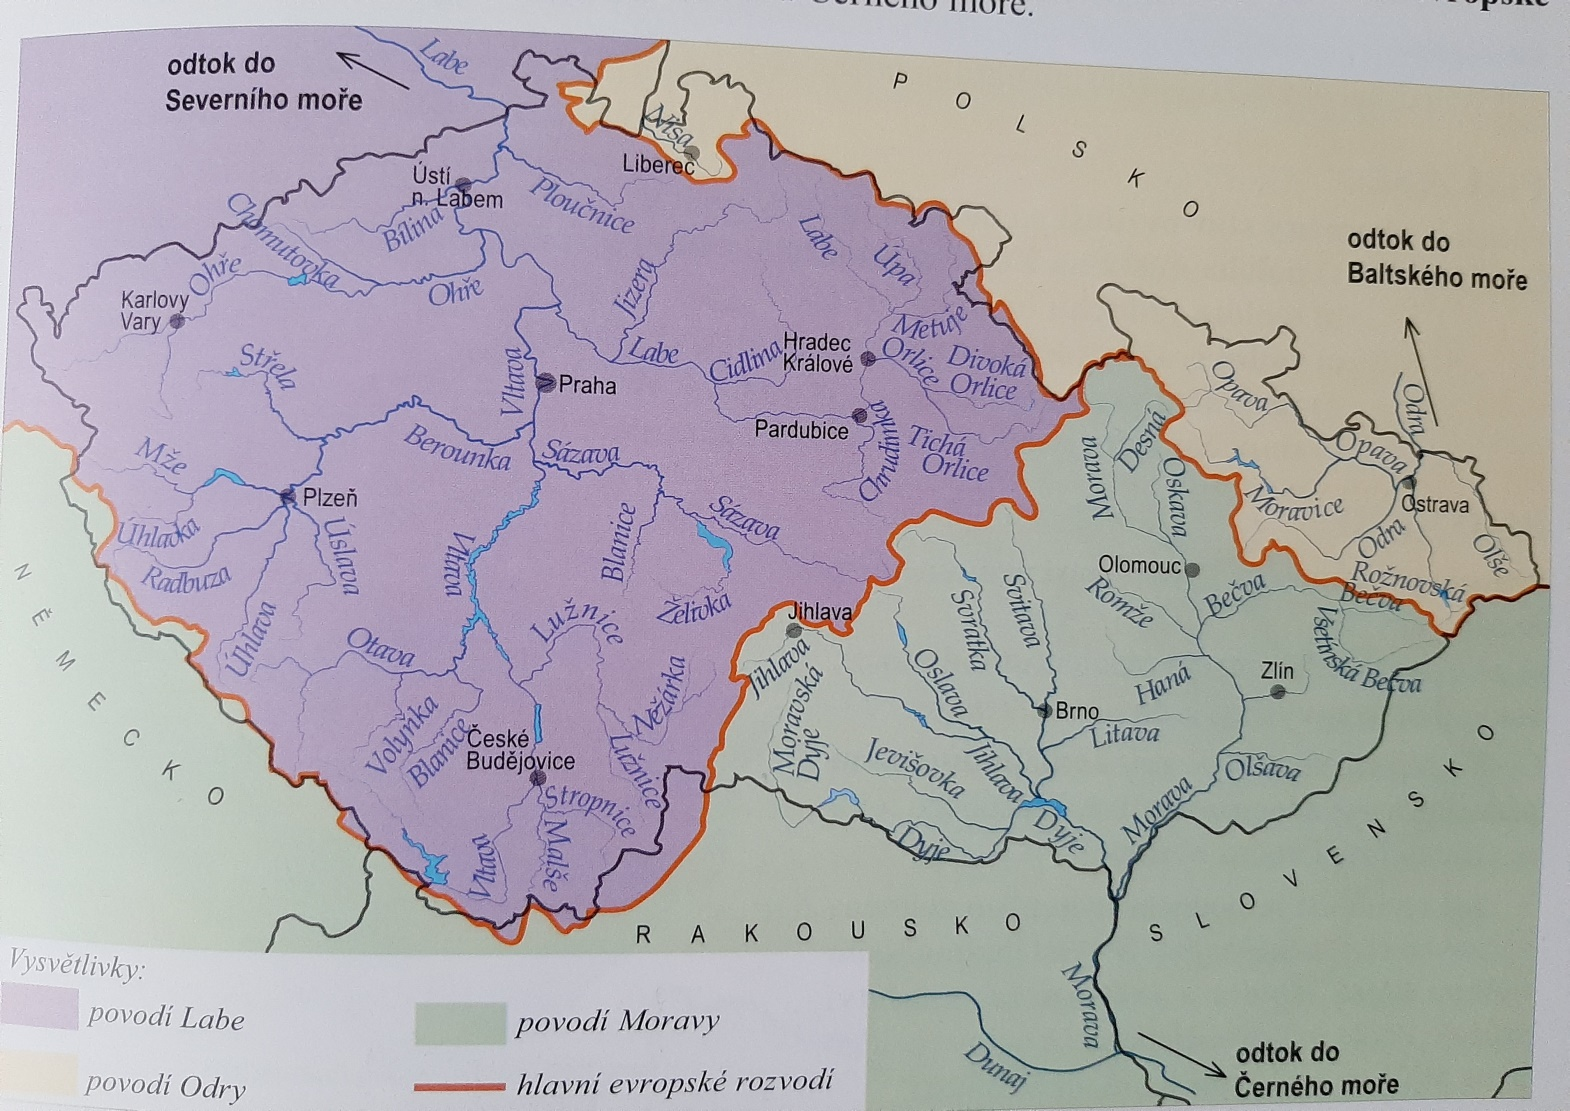 Černého moře.
odtok do
Severního moře
Labe
P O L S K O
Nisa
Liberec
Ústí
n. Labem
Ploučnice
Chomutovka
Bílina
Labe
Úpa
odtok do
Baltského moře
Ohře
Ohře
Jizera
Karlovy
Vary
Metuje
Střela
Vltava
Labe
Cidlina
Hradec
Králové
Orlice
Divoká
Orlice
Opava
Odra
Praha
Pardubice
Chrudimka
Tichá
Orlice
Morava
Desná
Oskava
Opava
Mže
Berounka
Sázava
Plzeň
Moravice
Ostrava
Úhlavka
Úslava
Vltava
Blanice
Sázava
Odra
Olše
Radbuza
Olomouc
Rožnovská
Bečva
Bečva
N Ě M E C K O
Úhlava
Otava
Lužnice
Želivka
Jihlava
Svratka
Svitava
Romže
Vsetínská Bečva
Jihlava
Oslava
Haná
Zlín
Volyňka
Blanice
Nežárka
Moravská
Dyje
Brno
Litava
České
Budějovice
Lužnice
Jevišovka
Jihlava
Olšava
Stropnice
Dyje
Dyje
Morava
Vltava
Malše
R A K O U S K O
S L O V E N S K O
Morava
Dunaj
odtok do
Černého moře
Vysvětlivky:
povodí Labe
povodí Moravy
povodí Odry
hlavní evropské rozvodí